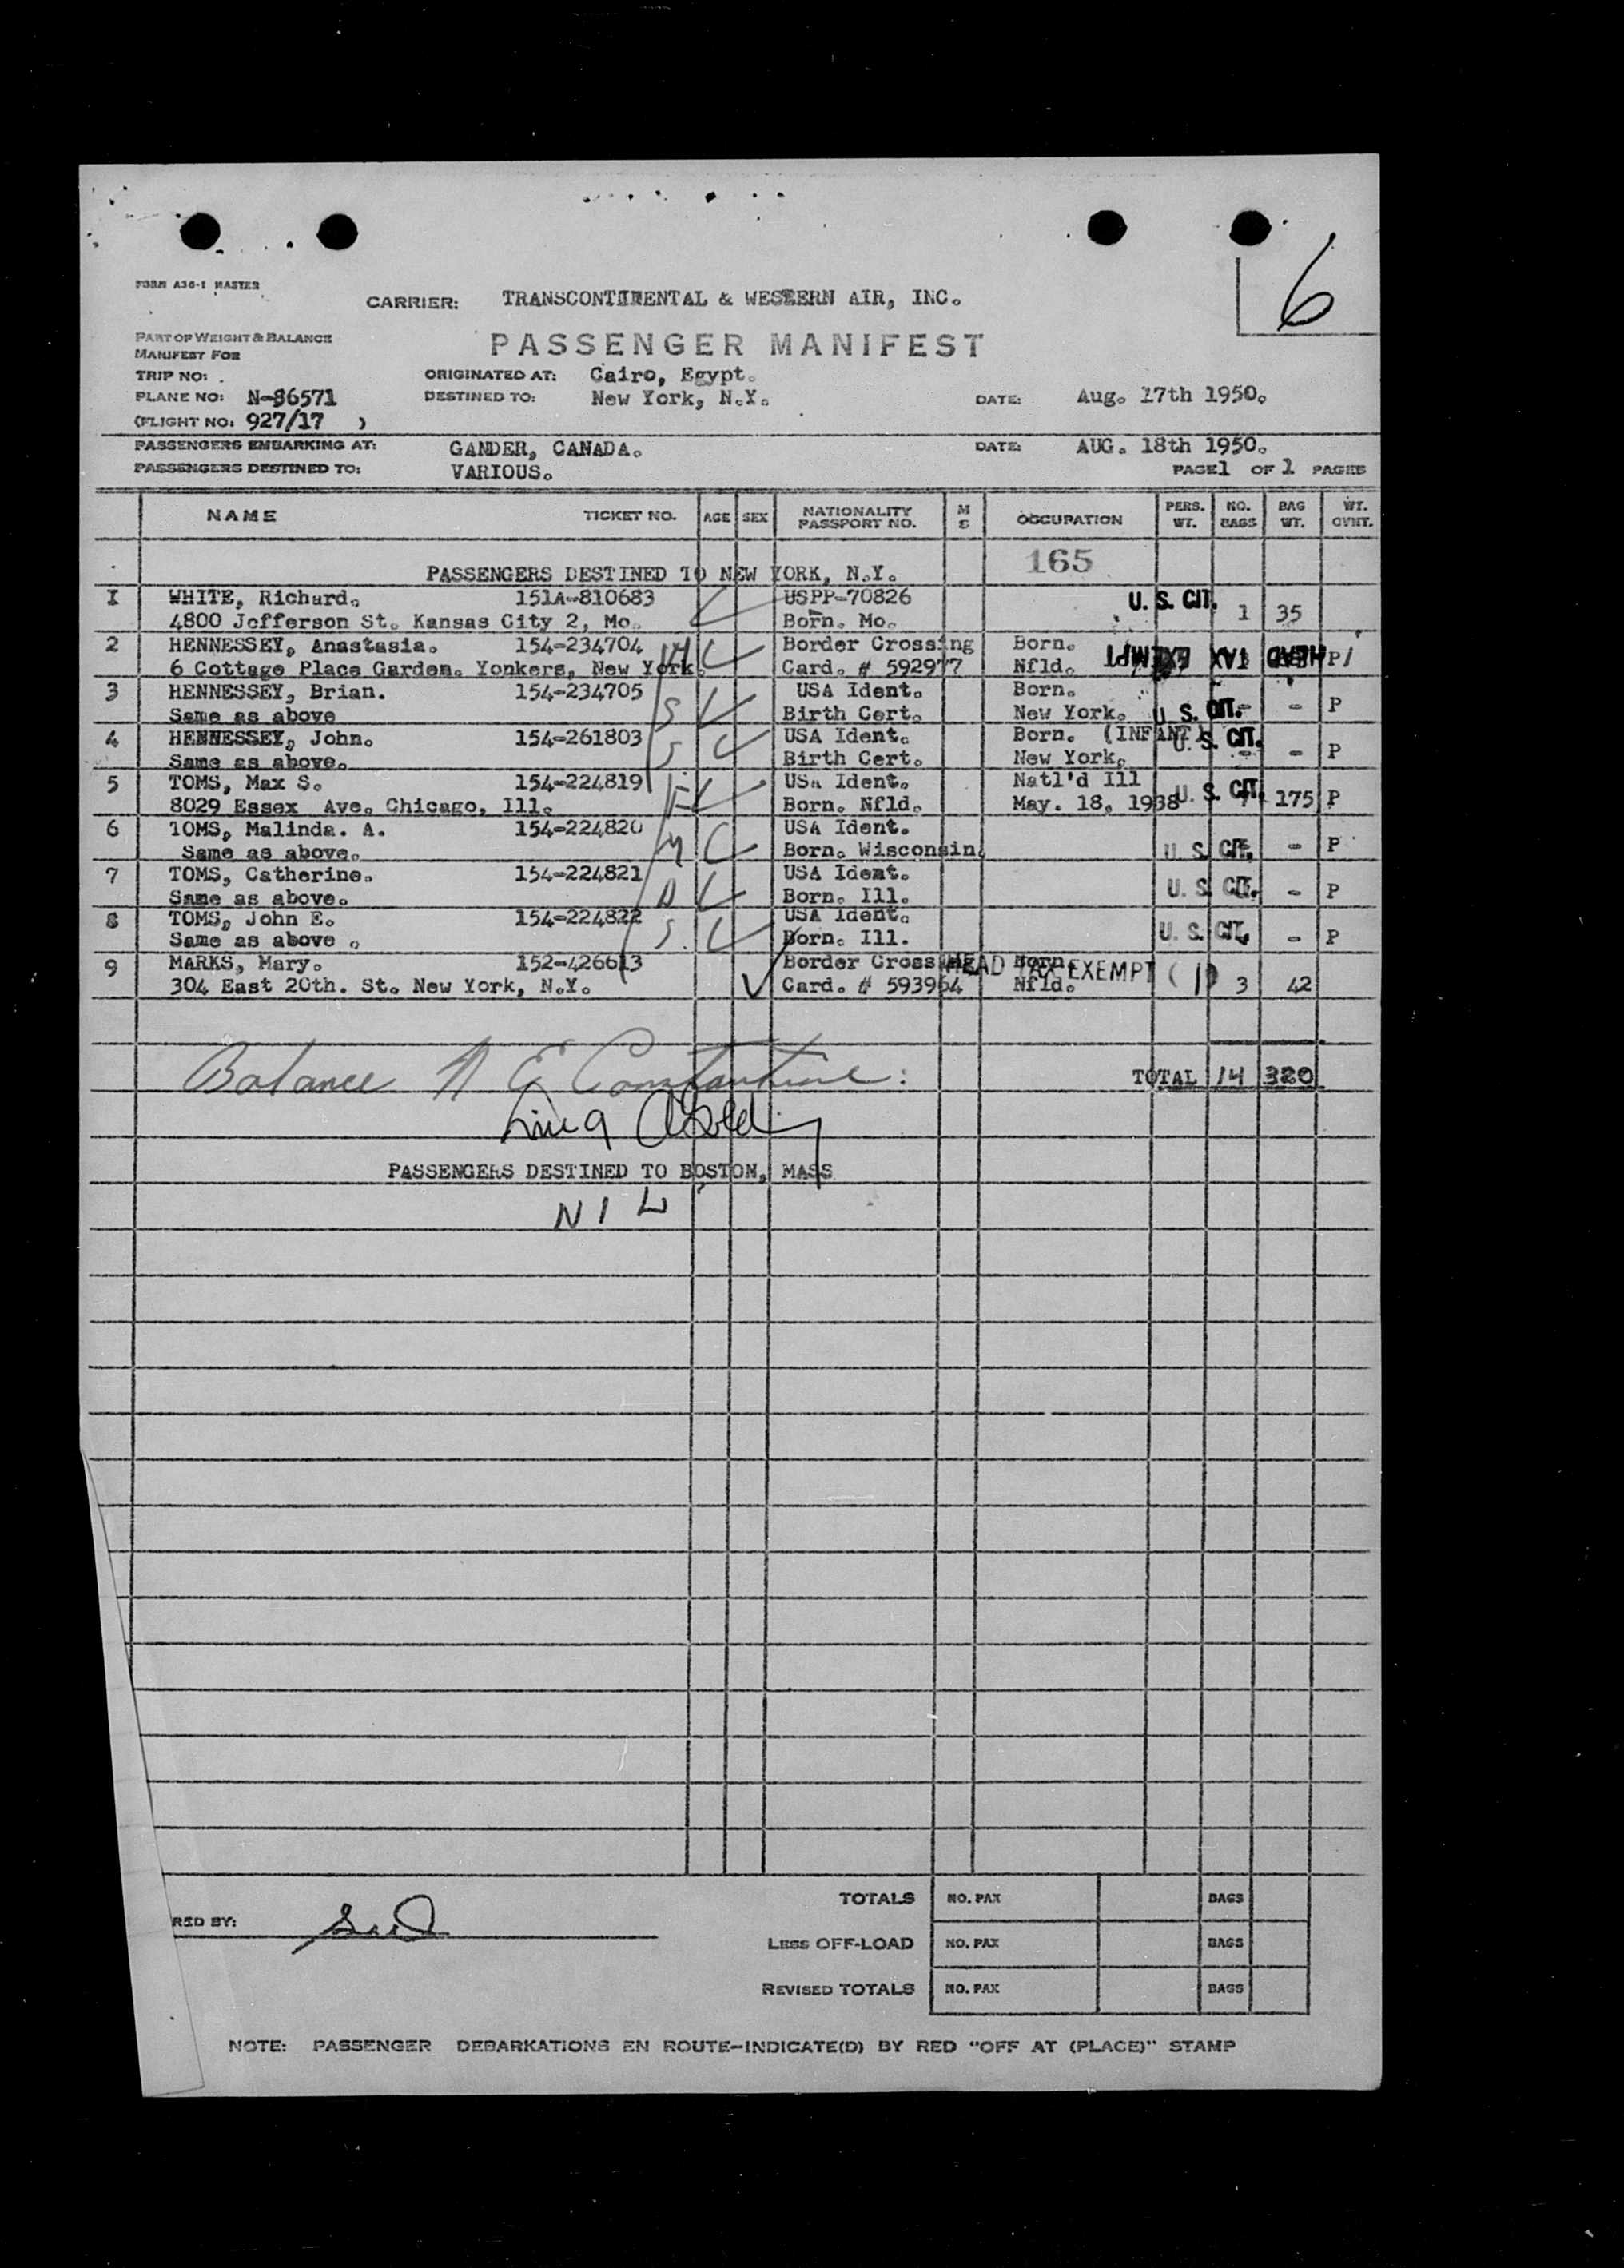 6
FORM A36-1 MASTER
CARRIER: TRANSCONTINENTAL & WESTERN AIR, INC.
PART OF WEIGHT & BALANCE
MANIFEST FOR
PASSENGER MANIFEST
TRIP NO: .
ORIGINATED AT: Cairo, Egypt.
PLANE NO: N-86571 DESTINED TO: New York, N.Y. DATE: Aug. 17th 1950.
(FLIGHT NO: 927/17 )
PASSENGERS EMBARKING AT: GANDER, CANADA. DATE: AUG. 18th 1950.
PASSENGERS DESTINED TO: VARIOUS. PAGE 1 OF 1 PAGES
NAME TICKET NO. AGE SEX NATIONALITY PASSPORT NO. M S OCCUPATION PERS. WT. NO. BAGS BAG WT. WT. OVHT.
165
PASSENGERS DESTINED TO NEW YORK, N.Y.
1 WHITE, Richard. 151A-810683 USPP-70826 U. S. CIT.
4800 Jefferson St. Kansas City 2, Mo. Born. Mo. 1 35
2 HENNESSEY, Anastasia. 154-234704 M Border Crossing Born. HEAD TAX EXEMPT
6 Cottage Place Garden. Yonkers, New York. Card. # 592977 Nfld. P
3 HENNESSEY, Brian. 154-234705 USA Ident. Born.
Same as above S Birth Cert. New York. U. S. CIT. - - P
4 HENNESSEY, John. 154-261803 USA Ident. Born. (INFANT) U. S. CIT.
Same as above. S Birth Cert. New York. - - P
5 TOMS, Max S. 154-224819 F USA Ident. Natl'd Ill
8029 Essex Ave. Chicago, Ill. Born. Nfld. May. 18, 1938 U. S. CIT. 175 P
6 TOMS, Malinda. A. 154-224820 USA Ident.
Same as above. M Born. Wisconsin. U. S. CIT. - P
7 TOMS, Catherine. 154-224821 USA Ident.
Same as above. D Born. Ill. U. S. CIT. - P
8 TOMS, John E. 154-224822 USA Ident.
Same as above . S. Born. Ill. U. S. CIT. - P
9 MARKS, Mary. 152-426613 Border Crossing Born. HEAD TAX EXEMPT (1)
304 East 20th. St. New York, N.Y. Card. # 593964 Nfld. 3 42
Balance A E Constantine: TOTAL 14 320
PASSENGERS DESTINED TO BOSTON, MASS
NIL
TOTALS NO. PAX BAGS
RED BY:
LESS OFF-LOAD NO. PAX BAGS
REVISED TOTALS NO. PAX BAGS
NOTE: PASSENGER DEBARKATIONS EN ROUTE-INDICATE(D) BY RED "OFF AT (PLACE)" STAMP